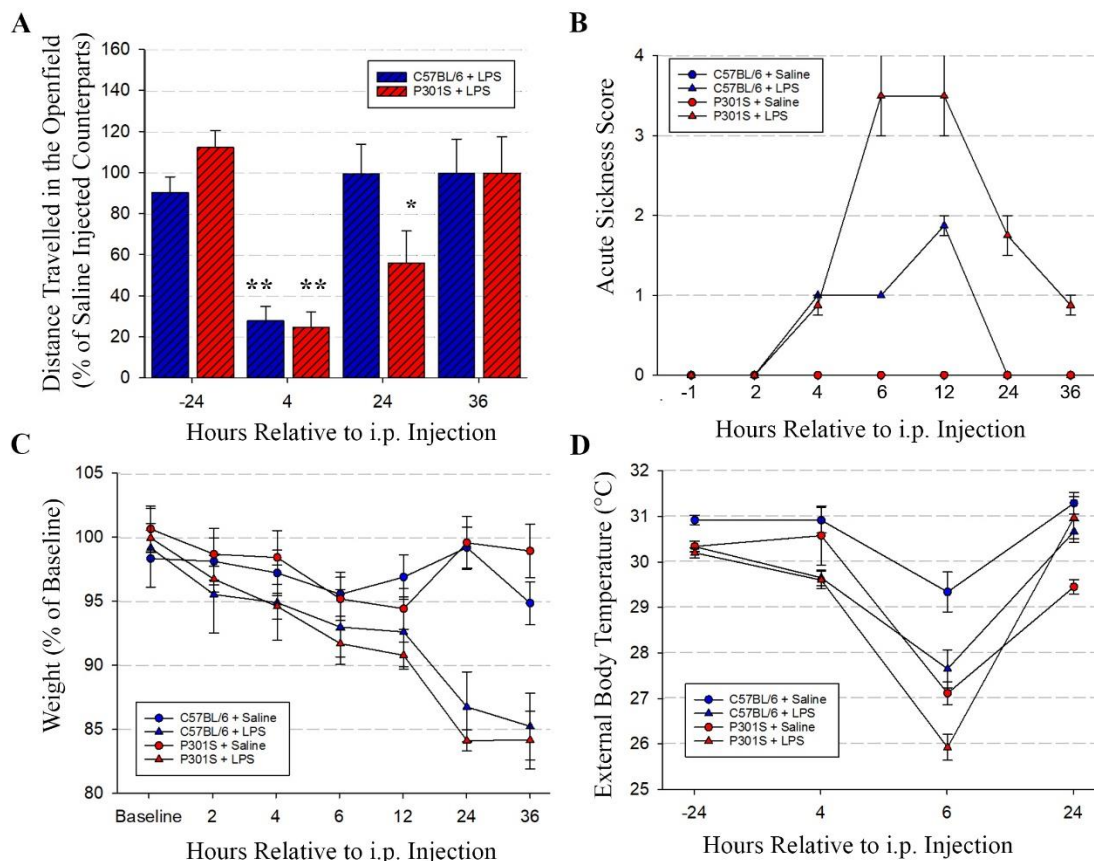 A
Distance Travelled in the Openfield
(% of Saline Injected Counterparts)
160
140
120
100
80
60
40
20
0
C57BL/6 + LPS
P301S + LPS
**
**
*
-24
4
24
36
Hours Relative to i.p. Injection
B
Acute Sickness Score
4
3
2
1
0
C57BL/6 + Saline
C57BL/6 + LPS
P301S + Saline
P301S + LPS
-1
2
4
6
12
24
36
Hours Relative to i.p. Injection
C
Weight (% of Baseline)
105
100
95
90
85
80
C57BL/6 + Saline
C57BL/6 + LPS
P301S + Saline
P301S + LPS
Baseline
2
4
6
12
24
36
Hours Relative to i.p. Injection
D
External Body Temperature (°C)
32
31
30
29
28
27
26
25
C57BL/6 + Saline
C57BL/6 + LPS
P301S + Saline
P301S + LPS
-24
4
6
24
Hours Relative to i.p. Injection